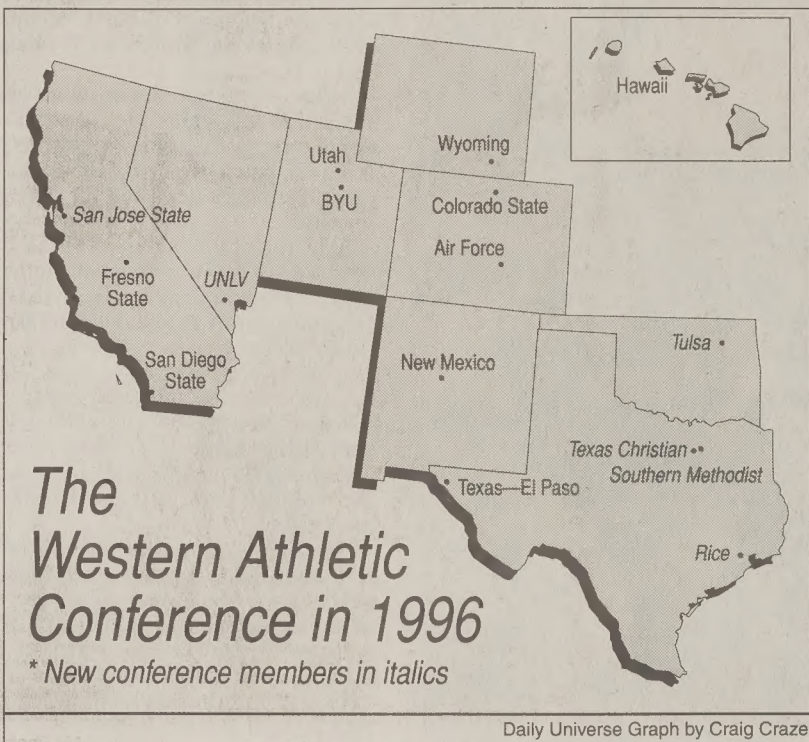 Hawaii
Wyoming
Utah
BYU
Colorado State
San Jose State
Air Force
Fresno
State
UNLV
Tulsa
San Diego
State
New Mexico
Texas Christian
Southern Methodist
Texas—El Paso
Rice
The
Western Athletic
Conference in 1996
* New conference members in italics
Daily Universe Graph by Craig Craze